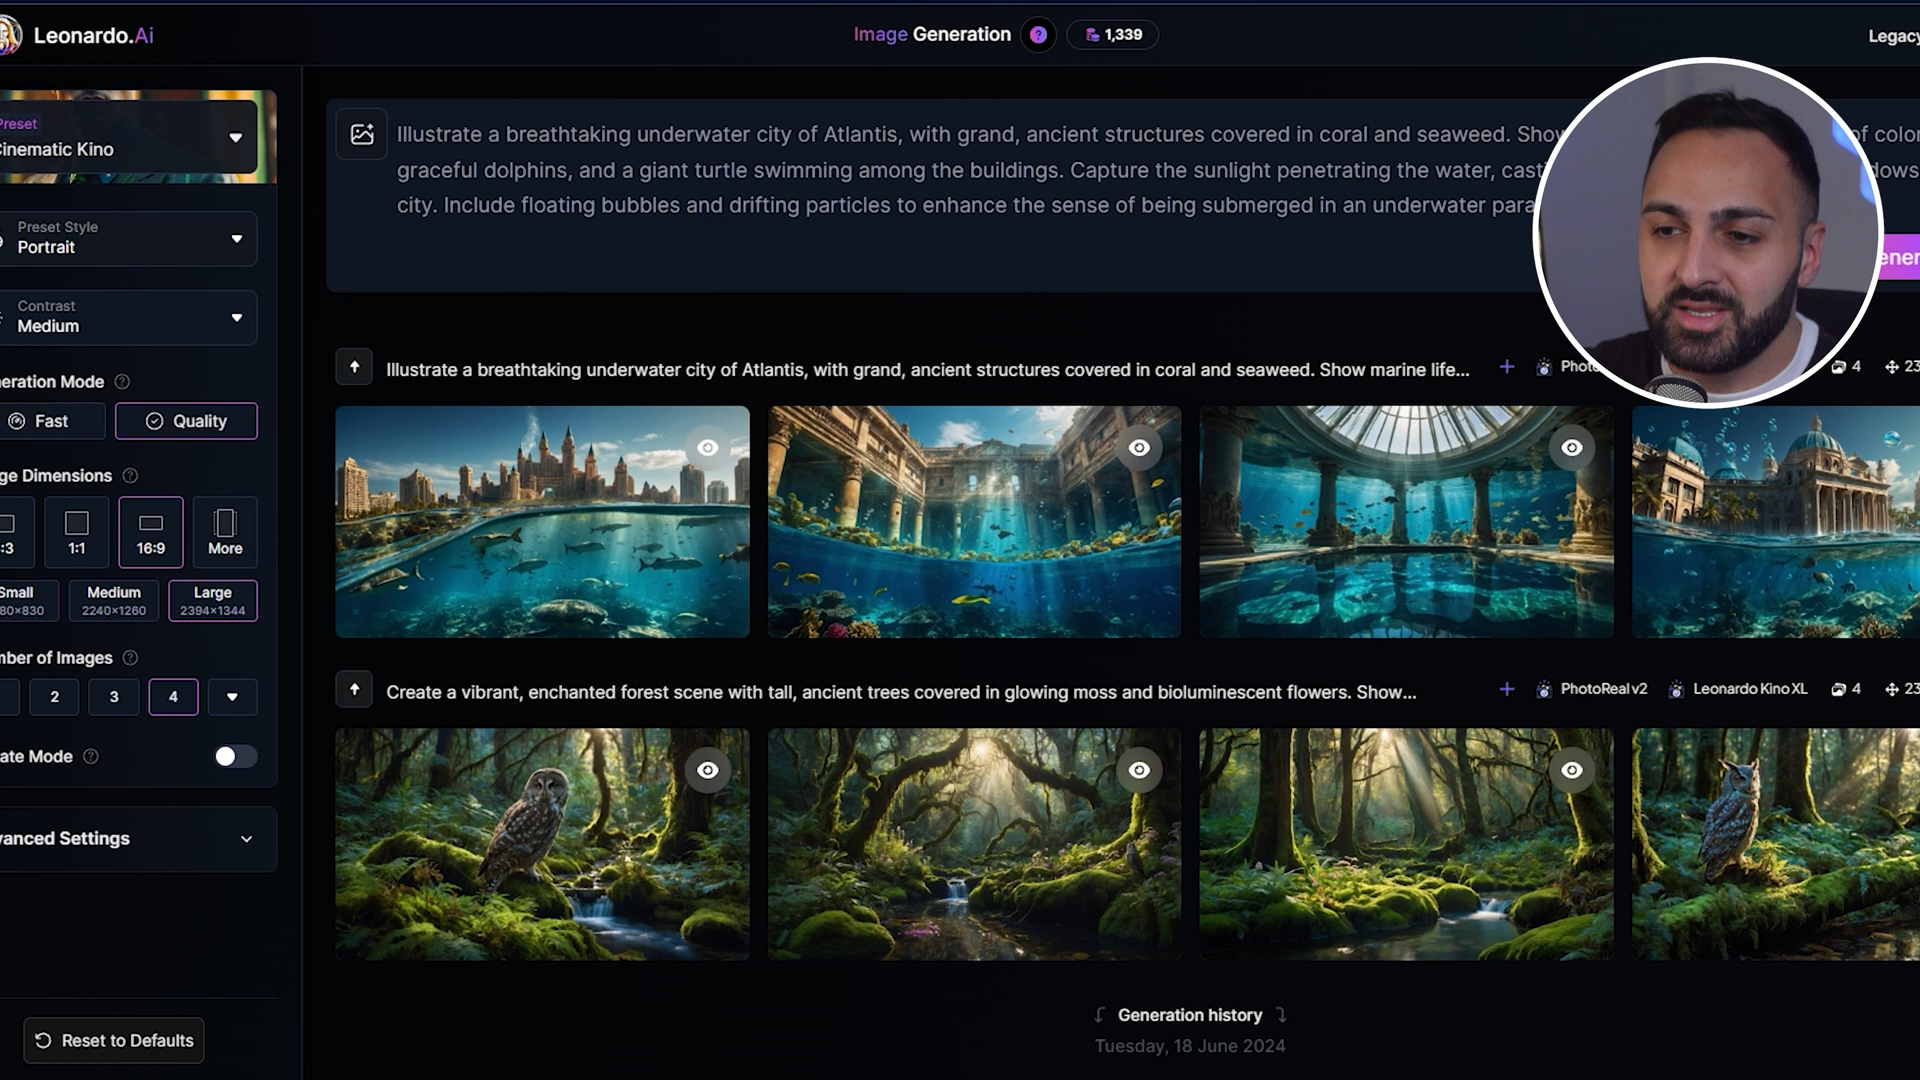 Leonardo.Ai
Image Generation
?
1,339
Legacy
Preset
Cinematic Kino
Preset Style
Portrait
Contrast
Medium
eration Mode
Fast
Quality
ge Dimensions
:3
1:1
16:9
More
Small
80×830
Medium
2240×1260
Large
2394×1344
mber of Images
2
3
4
ate Mode
vanced Settings
Reset to Defaults
Illustrate a breathtaking underwater city of Atlantis, with grand, ancient structures covered in coral and seaweed. Show of color
graceful dolphins, and a giant turtle swimming among the buildings. Capture the sunlight penetrating the water, cast dows
city. Include floating bubbles and drifting particles to enhance the sense of being submerged in an underwater para
ener
Illustrate a breathtaking underwater city of Atlantis, with grand, ancient structures covered in coral and seaweed. Show marine life...
Photo
4
23
Create a vibrant, enchanted forest scene with tall, ancient trees covered in glowing moss and bioluminescent flowers. Show...
PhotoReal v2
Leonardo Kino XL
4
23
Generation history
Tuesday, 18 June 2024